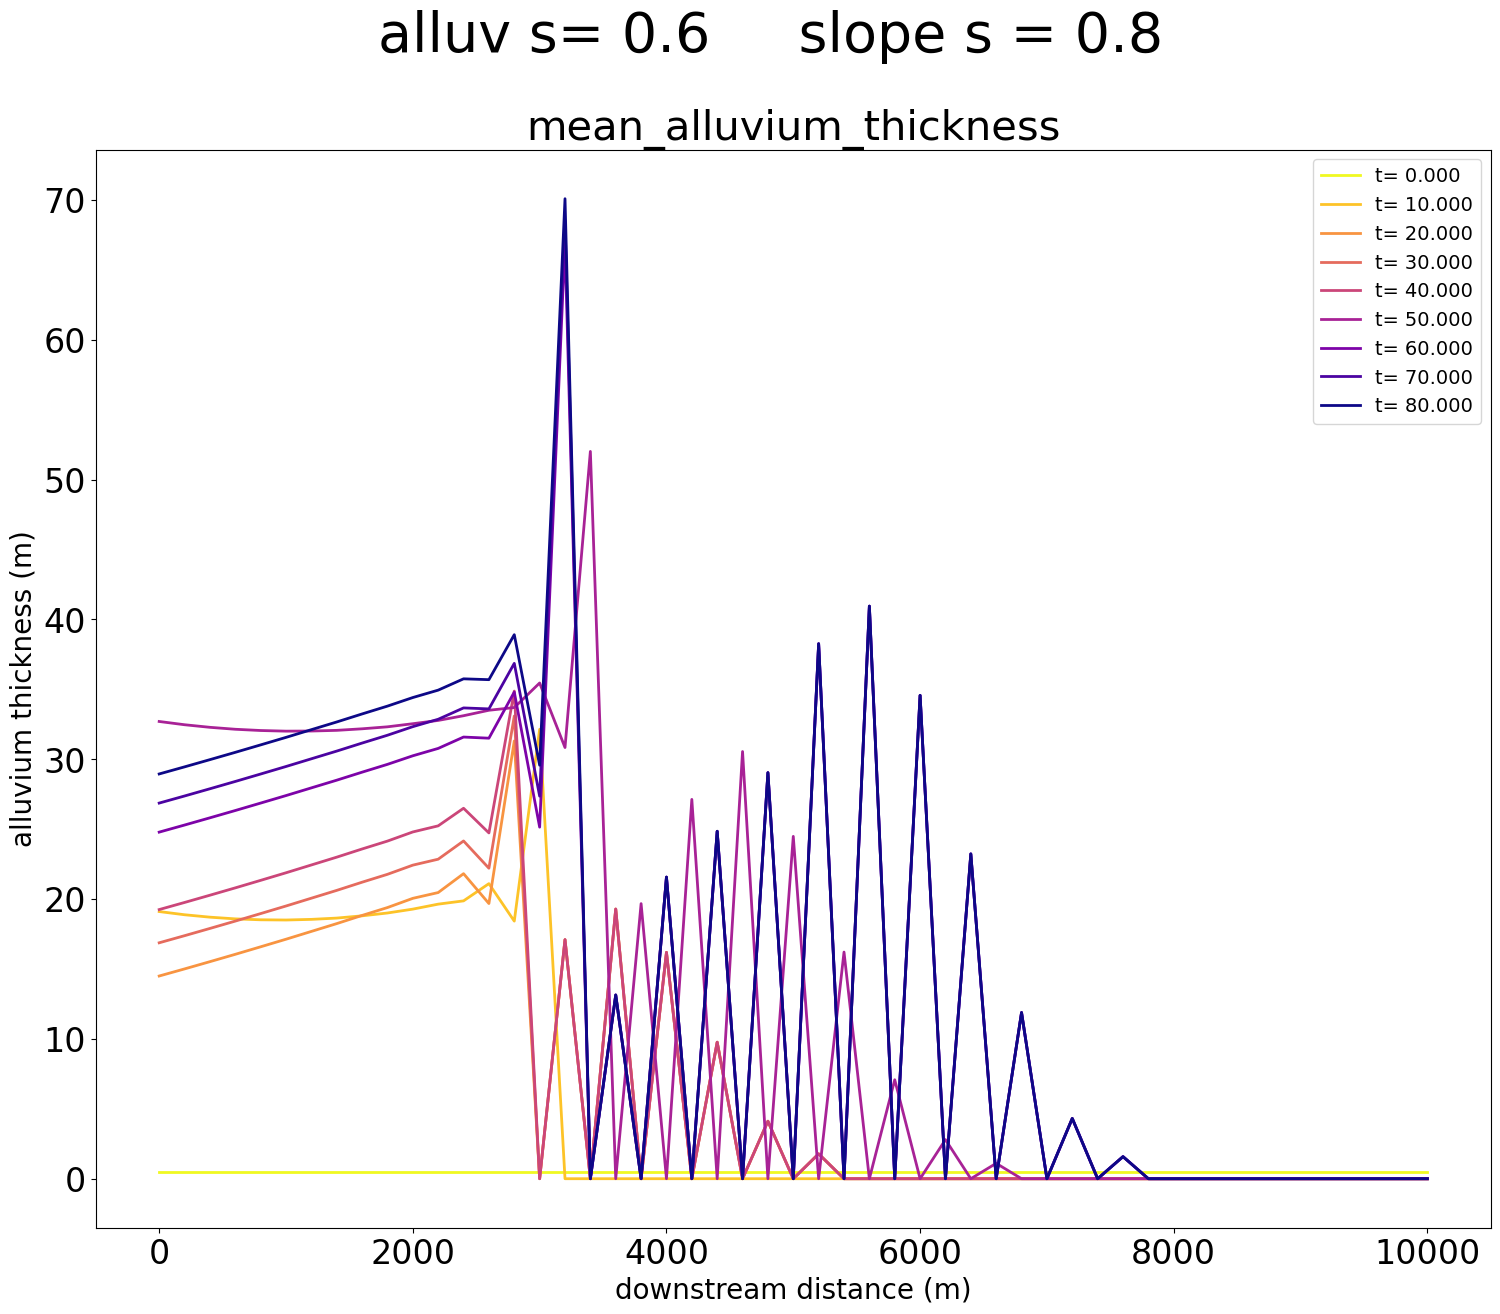 alluv s= 0.6 slope s = 0.8
mean_alluvium_thickness
t= 0.000
t= 10.000
t= 20.000
t= 30.000
t= 40.000
t= 50.000
t= 60.000
t= 70.000
t= 80.000
70
60
50
40
30
20
10
0
alluvium thickness (m)
0 2000 4000 6000 8000 10000
downstream distance (m)